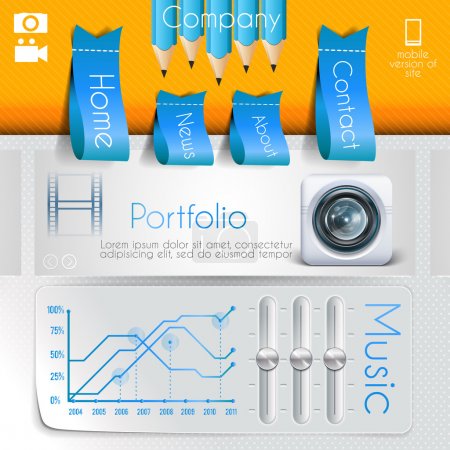 Company
mobile
version of
site
Home
News
About
Contact
Portfolio
Lorem ipsum dolor sit amet, consectetur
adipisicing elit, sed do eiusmod tempor
100%
75%
50%
25%
0%
2004 2005 2006 2007 2008 2009 2010 2011
Music